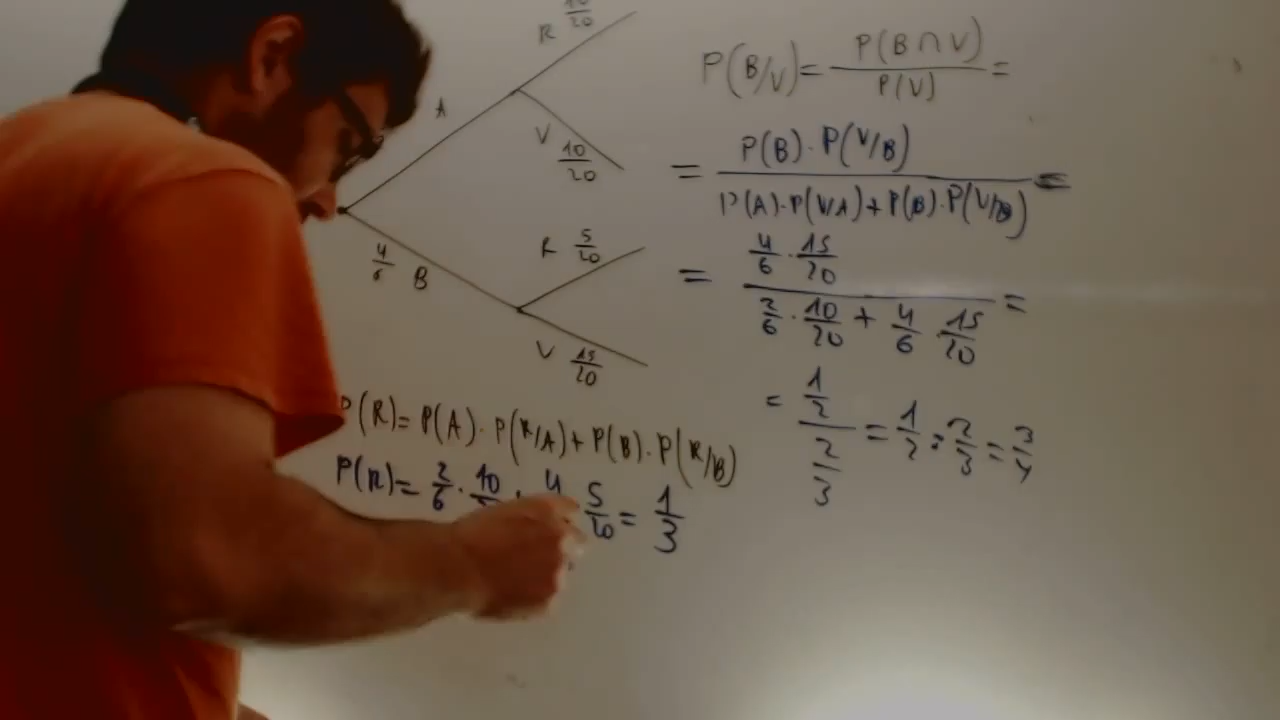 R 10/20
A
V 10/20
4/6 B
R 5/20
V 15/20
P(R)= P(A)·P(R/A)+P(B)·P(R/B)
P(R)= 2/6 · 10 4 5/20 = 1/3
P(B/V)= P(B∩V)/P(V) =
= P(B)·P(V/B) / P(A)·P(V/A)+P(B)·P(V/B) =
= 4/6 · 15/20 / 2/6 · 10/20 + 4/6 · 15/20 =
= 1/2 / 2/3 = 1/2 : 2/3 = 3/4